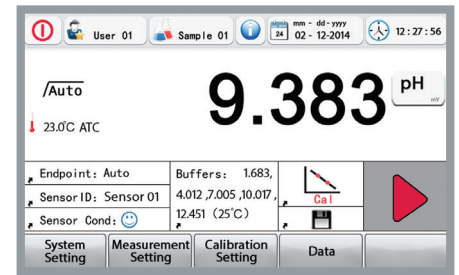 User 01 Sample 01 mm - dd - yyyy
24 02 - 12-2014 12:27:56
/Auto 9.383 pH
mV
23.0°C ATC
Endpoint: Auto
Sensor ID: Sensor 01
Sensor Cond:
Buffers: 1.683,
4.012 ,7.005 ,10.017 ,
12.451 (25°C)
Cal
System Setting
Measurement Setting
Calibration Setting
Data